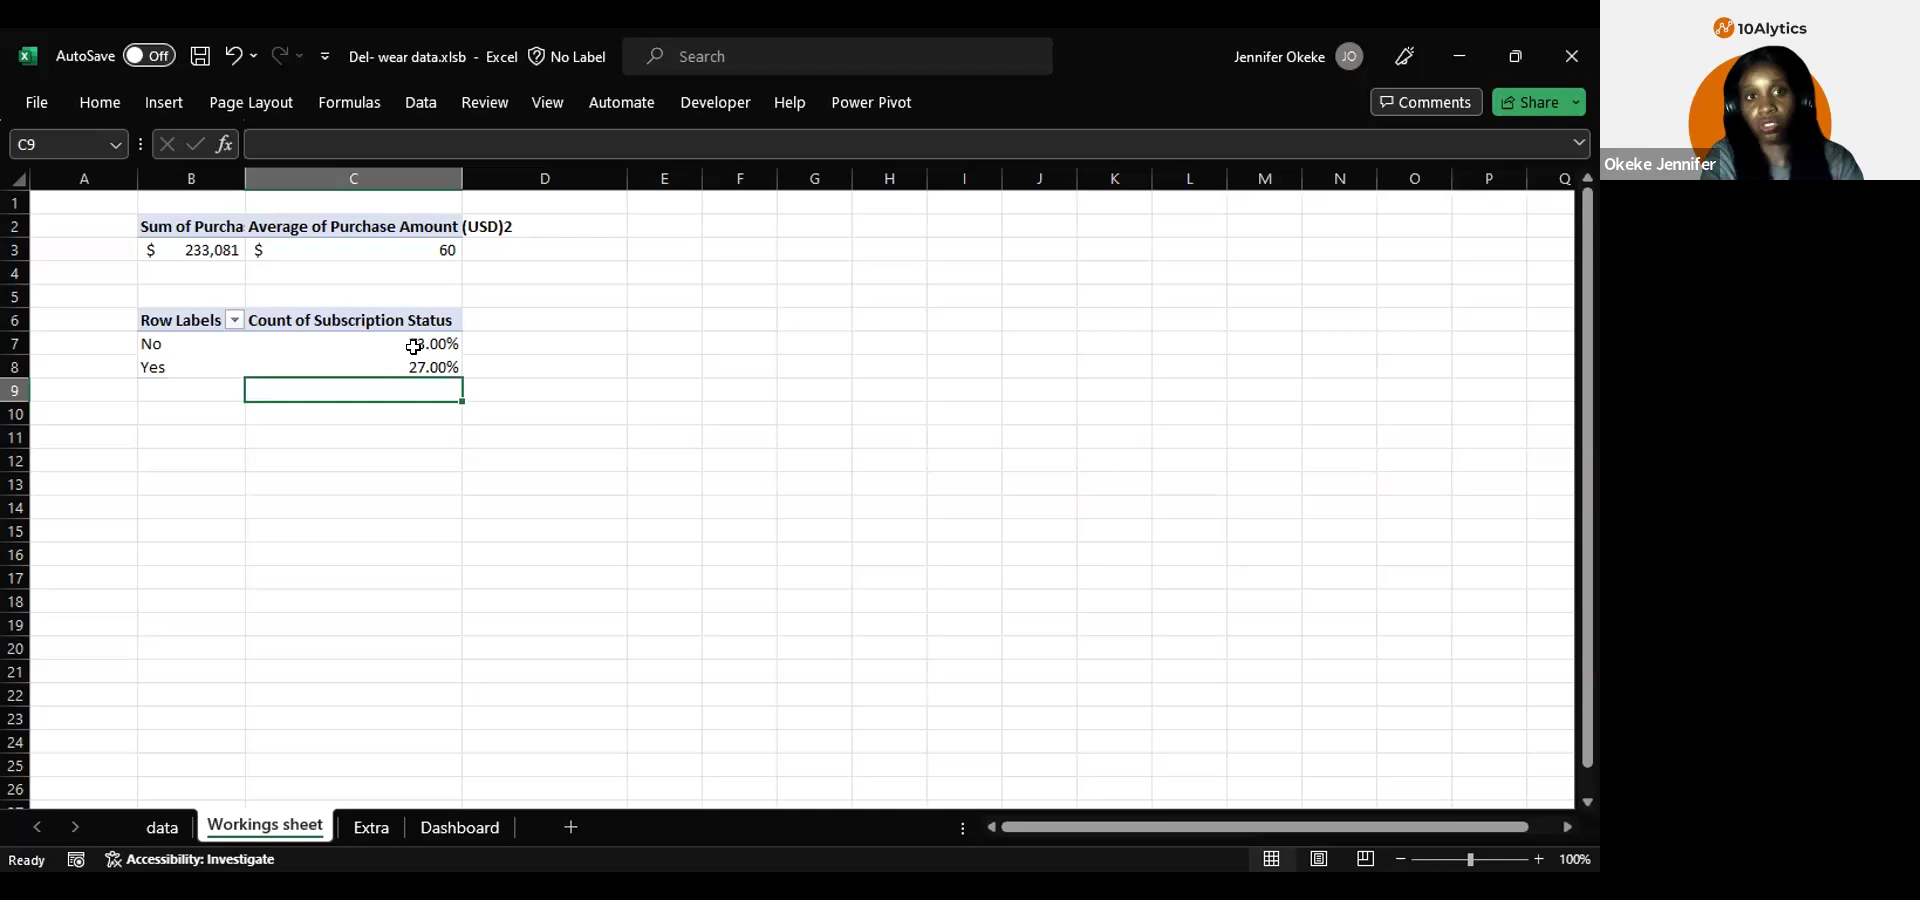 10Alytics
AutoSave Off Del- wear data.xlsb - Excel No Label Search Jennifer Okeke JO
File Home Insert Page Layout Formulas Data Review View Automate Developer Help Power Pivot Comments Share
C9 fx
Okeke Jennifer
A B C D E F G H I J K L M N O P Q
1
2 Sum of Purcha Average of Purchase Amount (USD)2
3 $ 233,081 $ 60
4
5
6 Row Labels Count of Subscription Status
7 No 3.00%
8 Yes 27.00%
9
10
11
12
13
14
15
16
17
18
19
20
21
22
23
24
25
26
data Workings sheet Extra Dashboard
Ready Accessibility: Investigate 100%